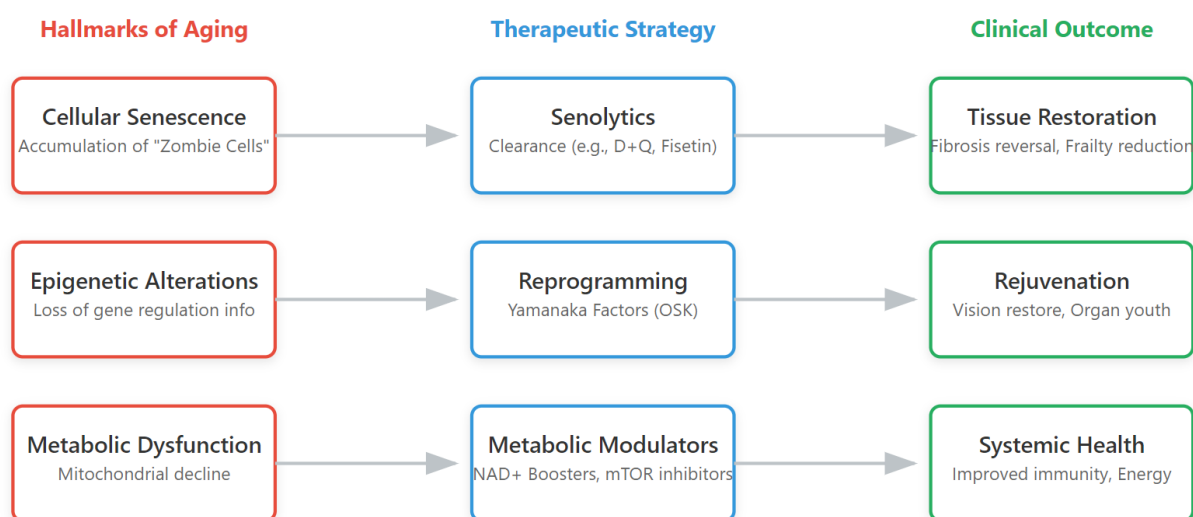 Hallmarks of Aging
Therapeutic Strategy
Clinical Outcome
Cellular Senescence
Accumulation of "Zombie Cells"
Senolytics
Clearance (e.g., D+Q, Fisetin)
Tissue Restoration
Fibrosis reversal, Frailty reduction
Epigenetic Alterations
Loss of gene regulation info
Reprogramming
Yamanaka Factors (OSK)
Rejuvenation
Vision restore, Organ youth
Metabolic Dysfunction
Mitochondrial decline
Metabolic Modulators
NAD+ Boosters, mTOR inhibitors
Systemic Health
Improved immunity, Energy